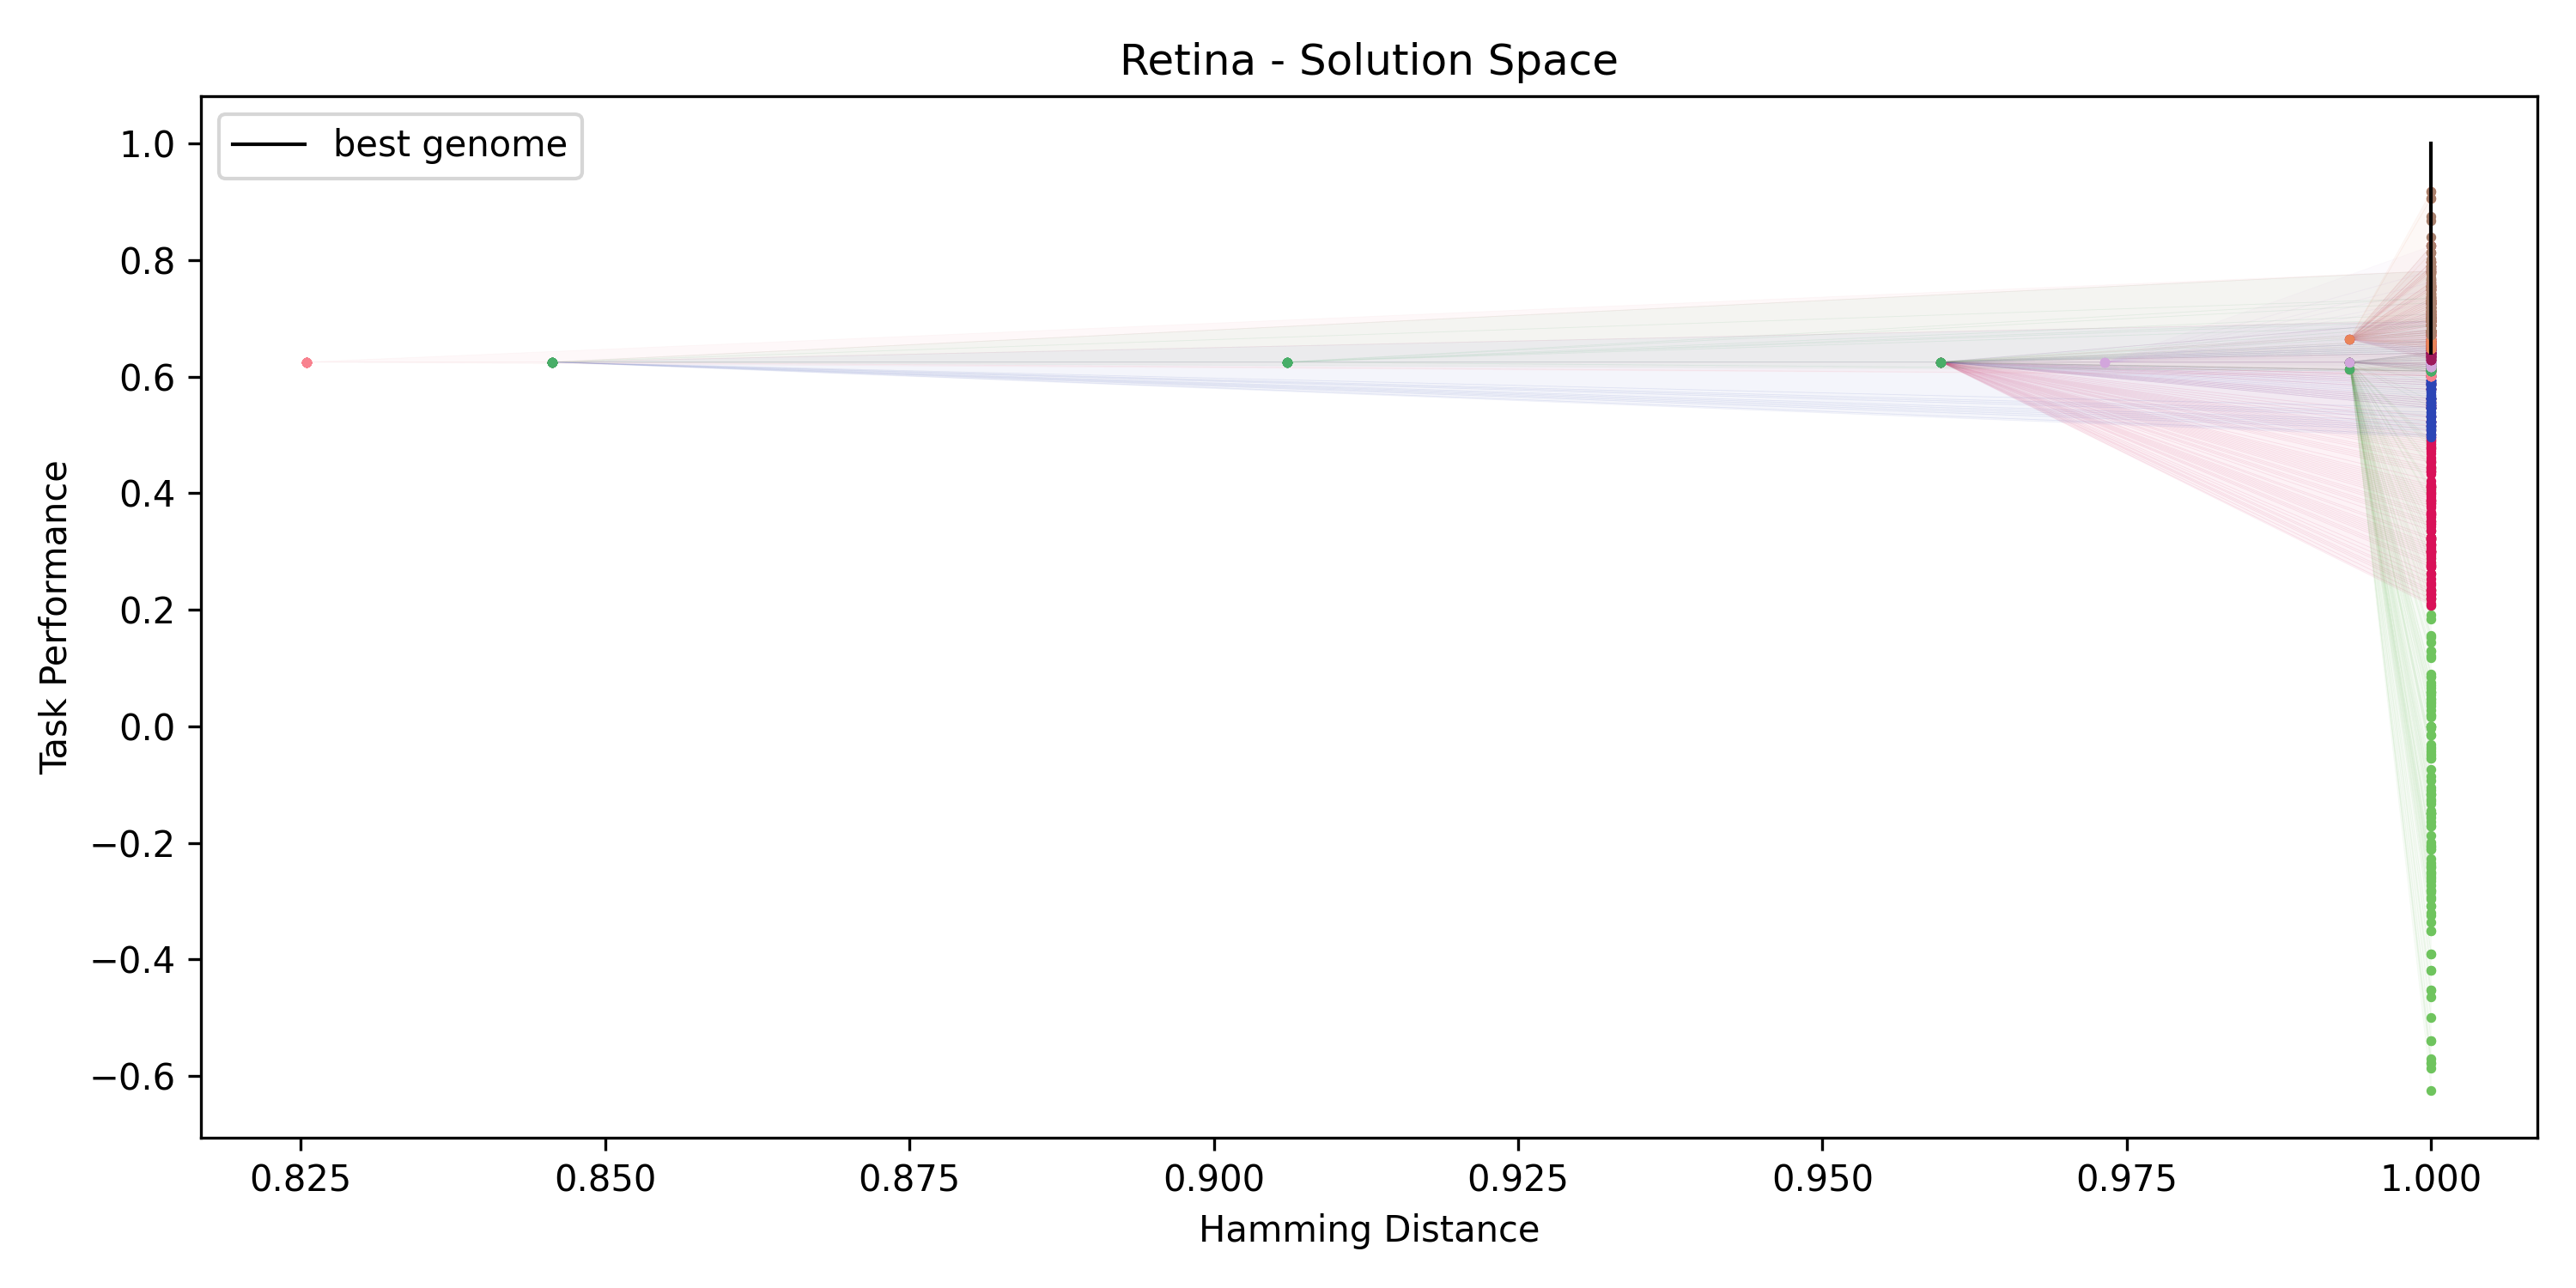 Retina - Solution Space
best genome
1.0
0.8
0.6
0.4
0.2
0.0
−0.2
−0.4
−0.6
Task Performance
0.825 0.850 0.875 0.900 0.925 0.950 0.975 1.000
Hamming Distance